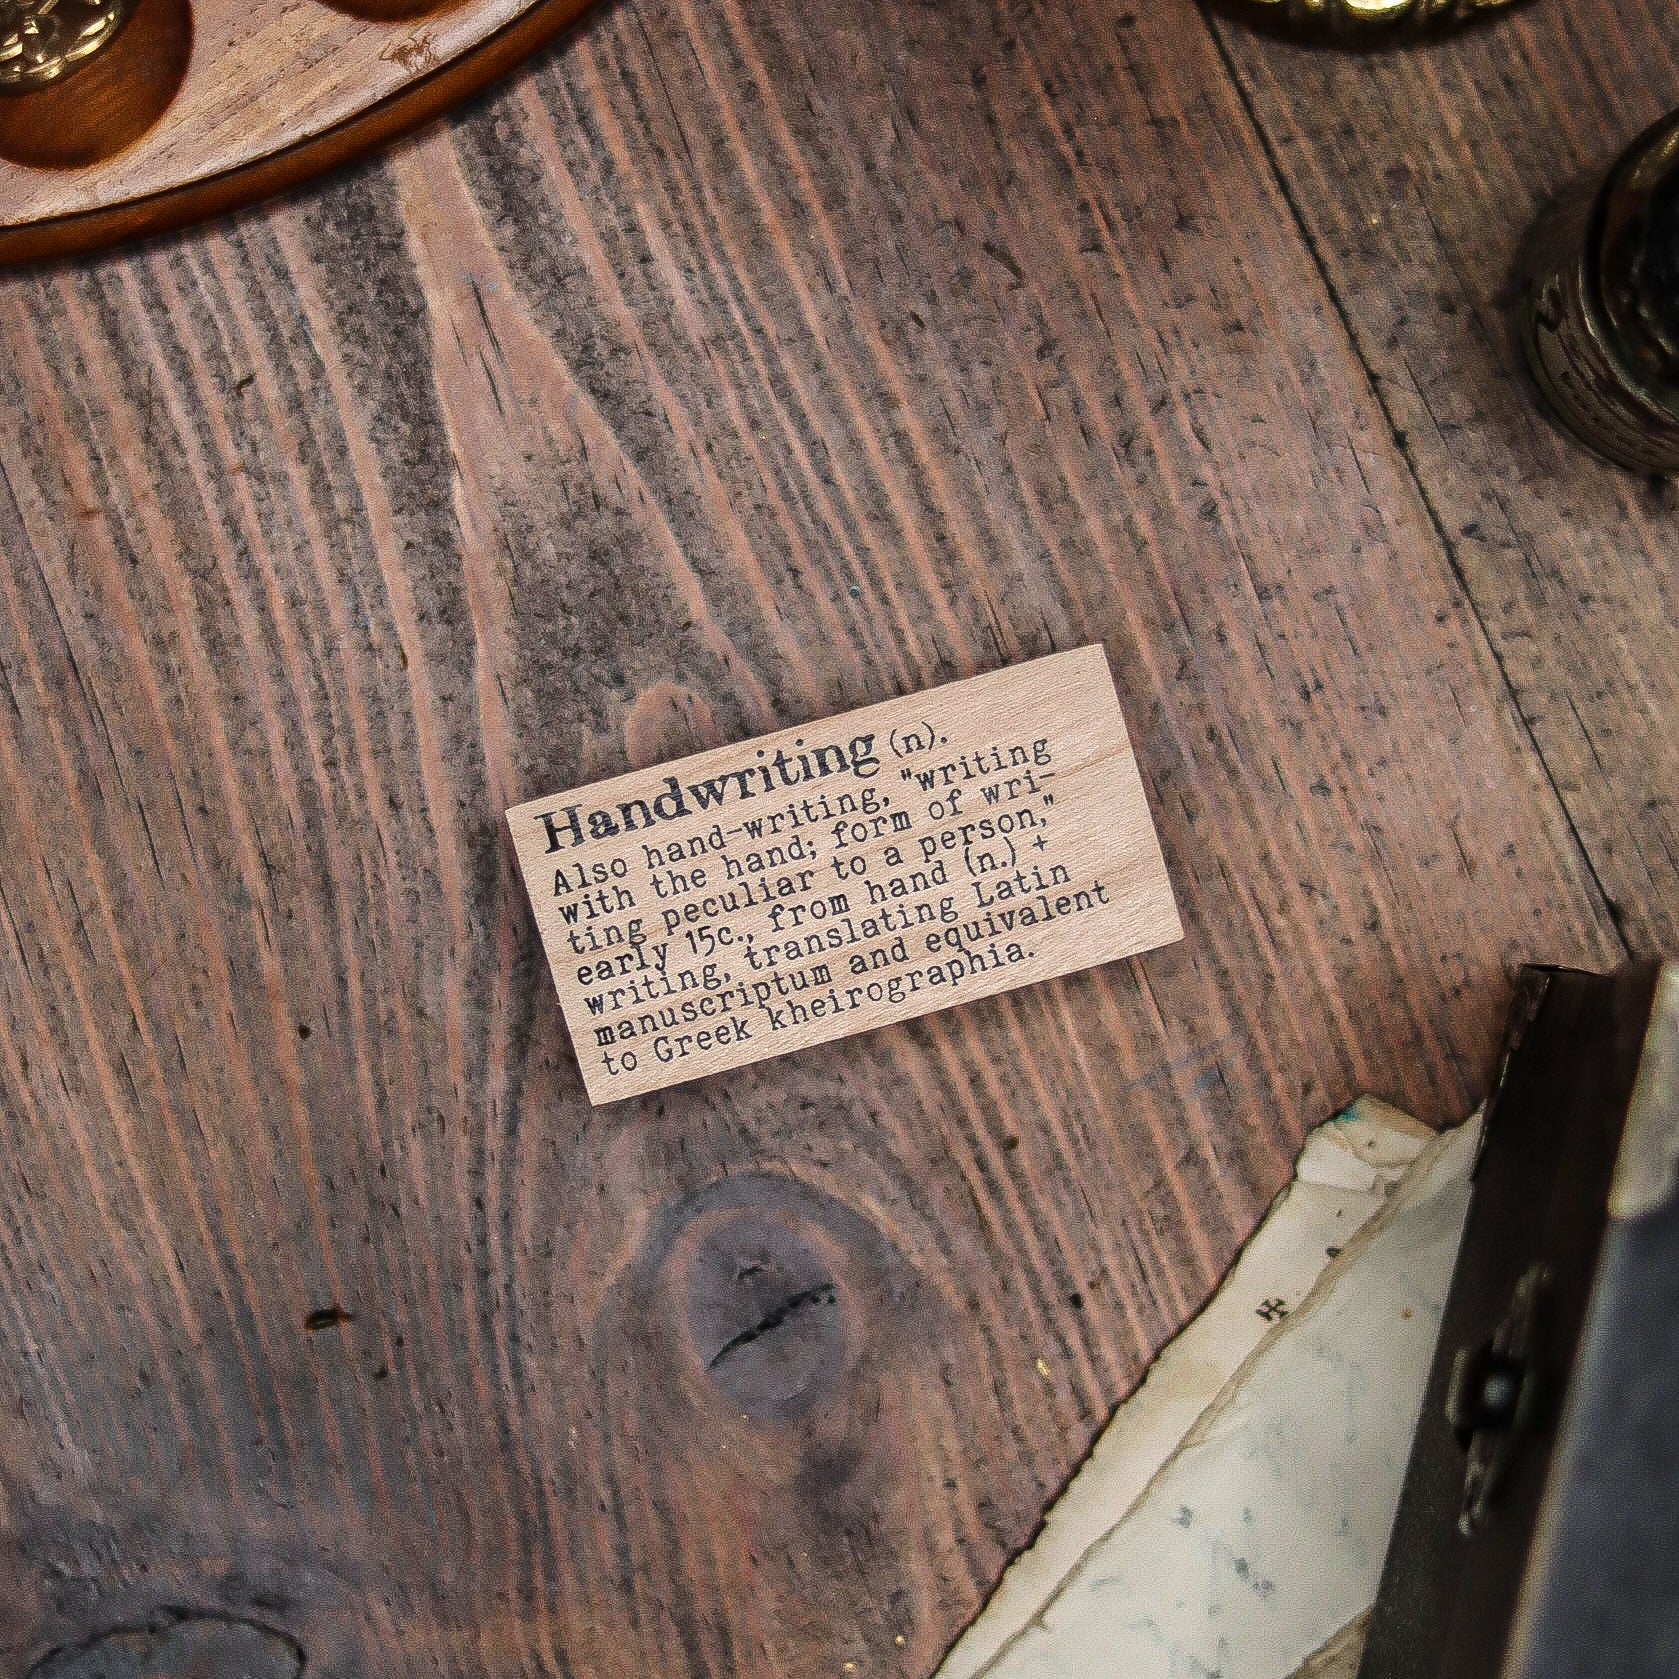 Handwriting (n).
Also hand-writing, "writing
with the hand; form of wri-
ting peculiar to a person,"
early 15c., from hand (n.) +
writing, translating Latin
manuscriptum and equivalent
to Greek kheirographia.